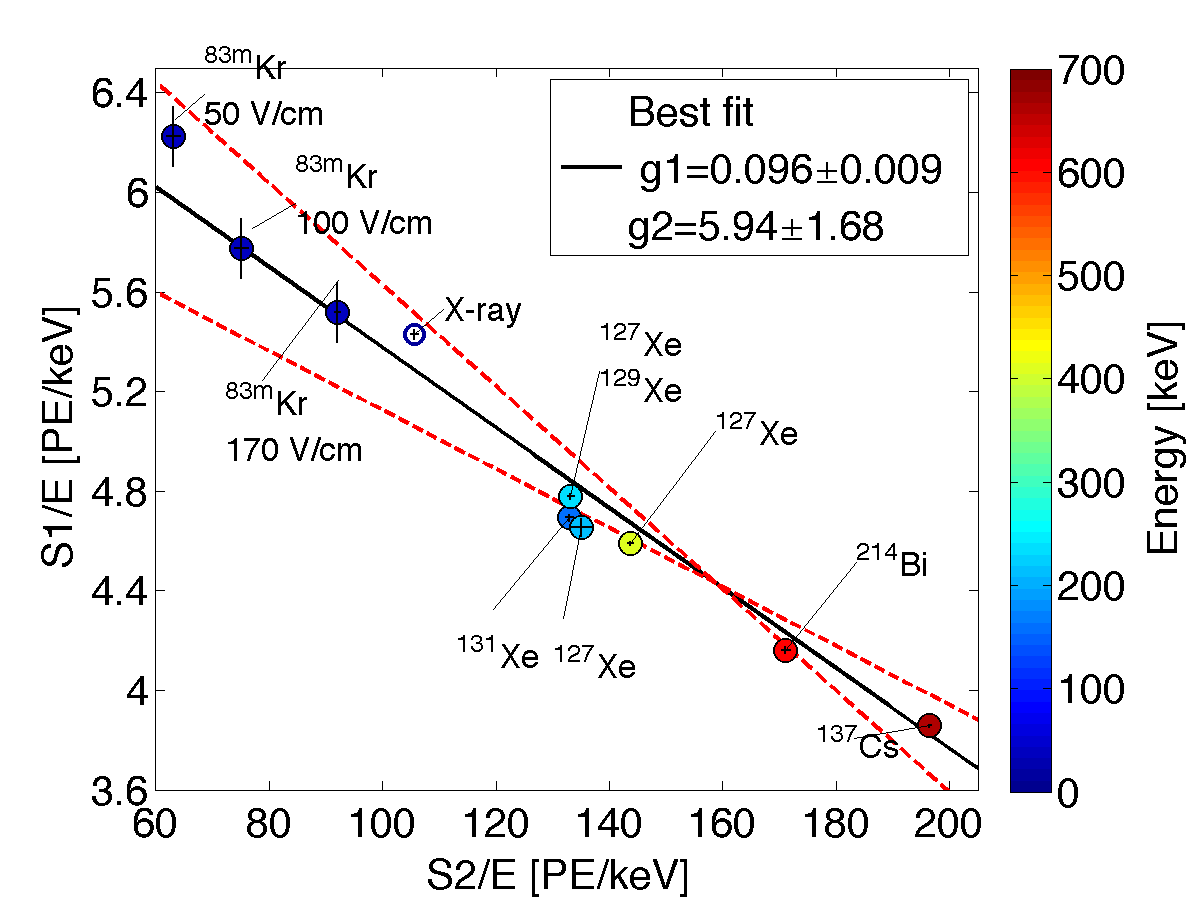 83mKr
50 V/cm
83mKr
100 V/cm
83mKr
170 V/cm
X-ray
127Xe
129Xe
127Xe
131Xe
127Xe
214Bi
137Cs
Best fit
g1=0.096±0.009
g2=5.94±1.68
6.4
6
5.6
5.2
4.8
4.4
4
3.6
S1/E [PE/keV]
60 80 100 120 140 160 180 200
S2/E [PE/keV]
700
600
500
400
300
200
100
0
Energy [keV]